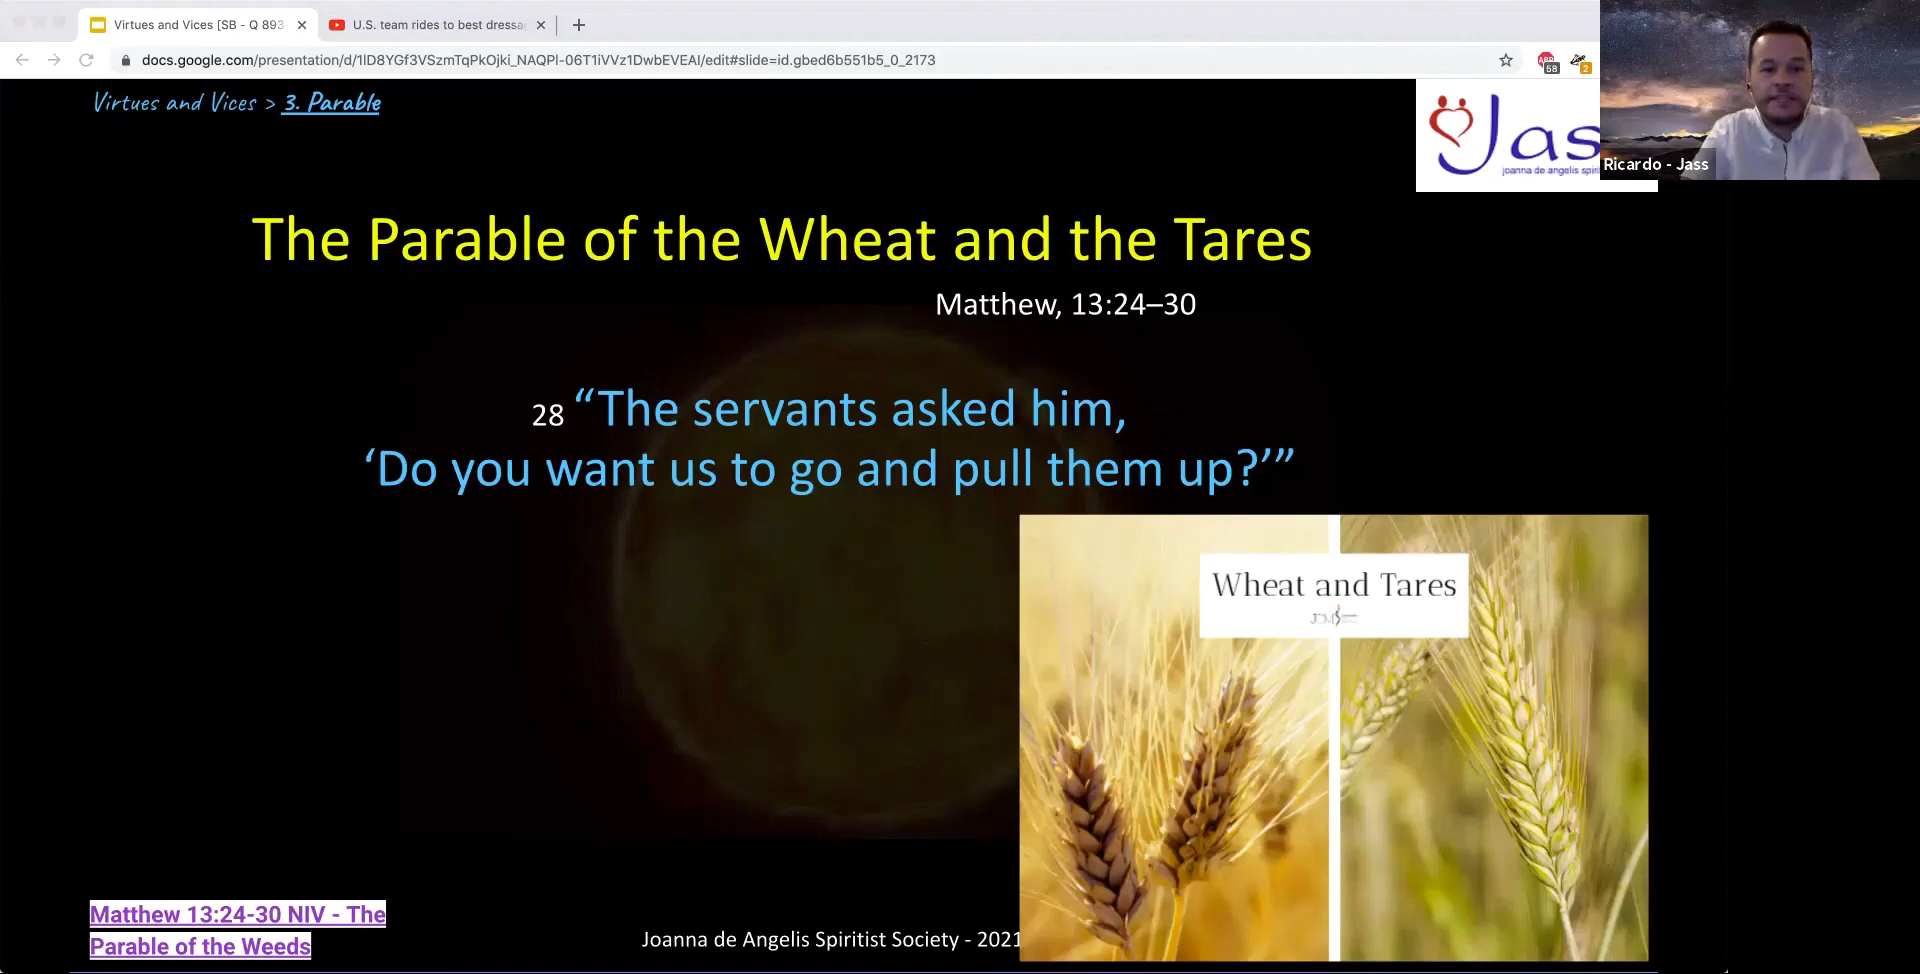 Virtues and Vices [SB - Q 893
U.S. team rides to best dressa
docs.google.com/presentation/d/1lD8YGf3VSzmTqPkOjki_NAQPI-06T1iVVz1DwbEVEAI/edit#slide=id.gbed6b551b5_0_2173
58
2
Virtues and Vices > 3. Parable
Jas
joanna de angelis spiri
Ricardo - Jass
The Parable of the Wheat and the Tares
Matthew, 13:24–30
28 “The servants asked him,
‘Do you want us to go and pull them up?’”
Wheat and Tares
Matthew 13:24-30 NIV - The
Parable of the Weeds
Joanna de Angelis Spiritist Society - 2021